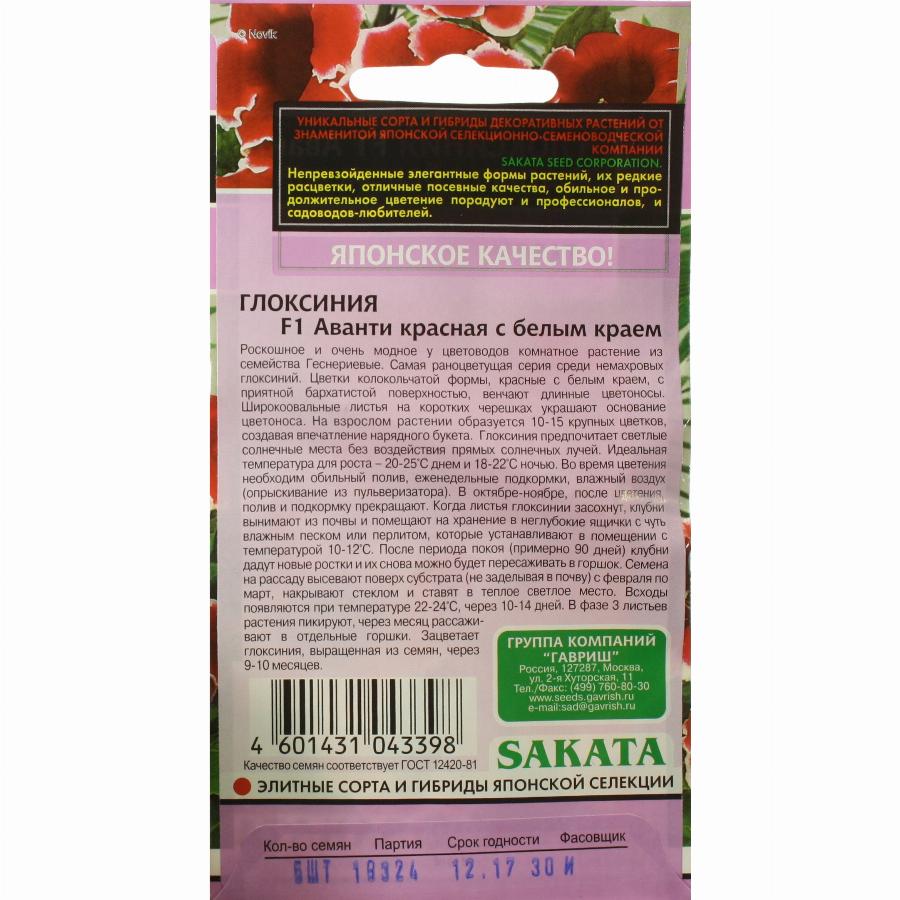 © Novik
УНИКАЛЬНЫЕ СОРТА И ГИБРИДЫ ДЕКОРАТИВНЫХ РАСТЕНИЙ ОТ
ЗНАМЕНИТОЙ ЯПОНСКОЙ СЕЛЕКЦИОННО-СЕМЕНОВОДЧЕСКОЙ
КОМПАНИИ
SAKATA SEED CORPORATION.
Непревзойденные элегантные формы растений, их редкие
расцветки, отличные посевные качества, обильное и про-
должительное цветение порадуют и профессионалов, и
садоводов-любителей.
ЯПОНСКОЕ КАЧЕСТВО!
ГЛОКСИНИЯ
F1 Аванти красная с белым краем
Роскошное и очень модное у цветоводов комнатное растение из
семейства Геснериевые. Самая раноцветущая серия среди немахровых
глоксиний. Цветки колокольчатой формы, красные с белым краем, с
приятной бархатистой поверхностью, венчают длинные цветоносы.
Широкоовальные листья на коротких черешках украшают основание
цветоноса. На взрослом растении образуется 10-15 крупных цветков,
создавая впечатление нарядного букета. Глоксиния предпочитает светлые
солнечные места без воздействия прямых солнечных лучей. Идеальная
температура для роста – 20-25°С днем и 18-22°С ночью. Во время цветения
необходим обильный полив, еженедельные подкормки, влажный воздух
(опрыскивание из пульверизатора). В октябре-ноябре, после цветения,
полив и подкормку прекращают. Когда листья глоксинии засохнут, клубни
вынимают из почвы и помещают на хранение в неглубокие ящички с чуть
влажным песком или перлитом, которые устанавливают в помещении с
температурой 10-12°С. После периода покоя (примерно 90 дней) клубни
дадут новые ростки и их снова можно будет пересаживать в горшок. Семена
на рассаду высевают поверх субстрата (не заделывая в почву) с февраля по
март, накрывают стеклом и ставят в теплое светлое место. Всходы
появляются при температуре 22-24°С, через 10-14 дней. В фазе 3 листьев
растения пикируют, через месяц рассажи-
вают в отдельные горшки. Зацветает
глоксиния, выращенная из семян, через
9-10 месяцев.
ГРУППА КОМПАНИЙ
"ГАВРИШ"
Россия, 127287, Москва,
ул. 2-я Хуторская, 11
Тел./Факс: (499) 760-80-30
www.seeds.gavrish.ru
e-mail:sad@gavrish.ru
4 601431 043398
Качество семян соответствует ГОСТ 12420-81
SAKATA
ЭЛИТНЫЕ СОРТА И ГИБРИДЫ ЯПОНСКОЙ СЕЛЕКЦИИ
Кол-во семян Партия Срок годности Фасовщик
5ШТ 18324 12.17 30 И